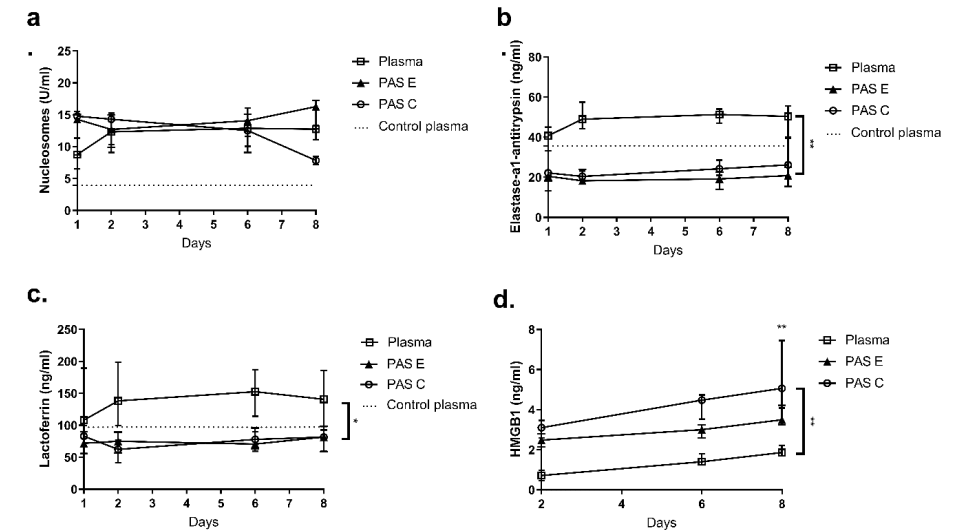 a
Nucleosomes (U/ml)
25
20
15
10
5
0
1 2 3 4 5 6 7 8
Days
Plasma
PAS E
PAS C
Control plasma
b
Elastase-a1-antitrypsin (ng/ml)
80
60
40
20
0
1 2 3 4 5 6 7 8
Days
**
Plasma
PAS E
PAS C
Control plasma
c.
Lactoferrin (ng/ml)
250
200
150
100
50
0
1 2 3 4 5 6 7 8
Days
*
Plasma
PAS E
PAS C
Control plasma
d.
HMGB1 (ng/ml)
8
6
4
2
0
2 4 6 8
Days
**
**
Plasma
PAS E
PAS C